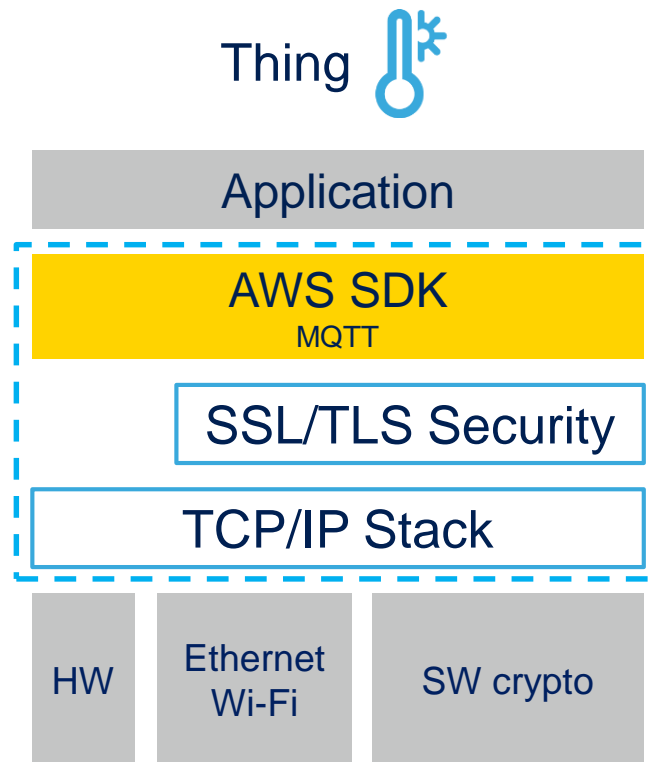 Thing
Application
AWS SDK
MQTT
SSL/TLS Security
TCP/IP Stack
HW
Ethernet
Wi-Fi
SW crypto